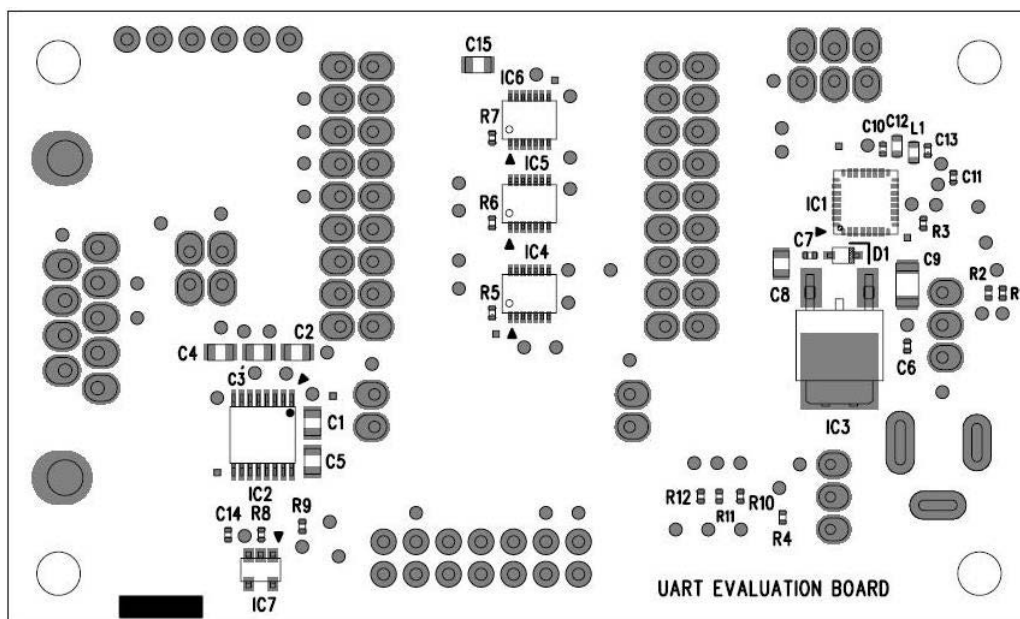 C15
IC6
R7
IC5
R6
IC4
R5
C10
C12
L1
C13
C11
IC1
R3
C7
D1
C9
C8
R2
R
C6
IC3
C4
C2
C3
C1
C5
IC2
C14
R8
R9
IC7
R12
R11
R10
R4
UART EVALUATION BOARD